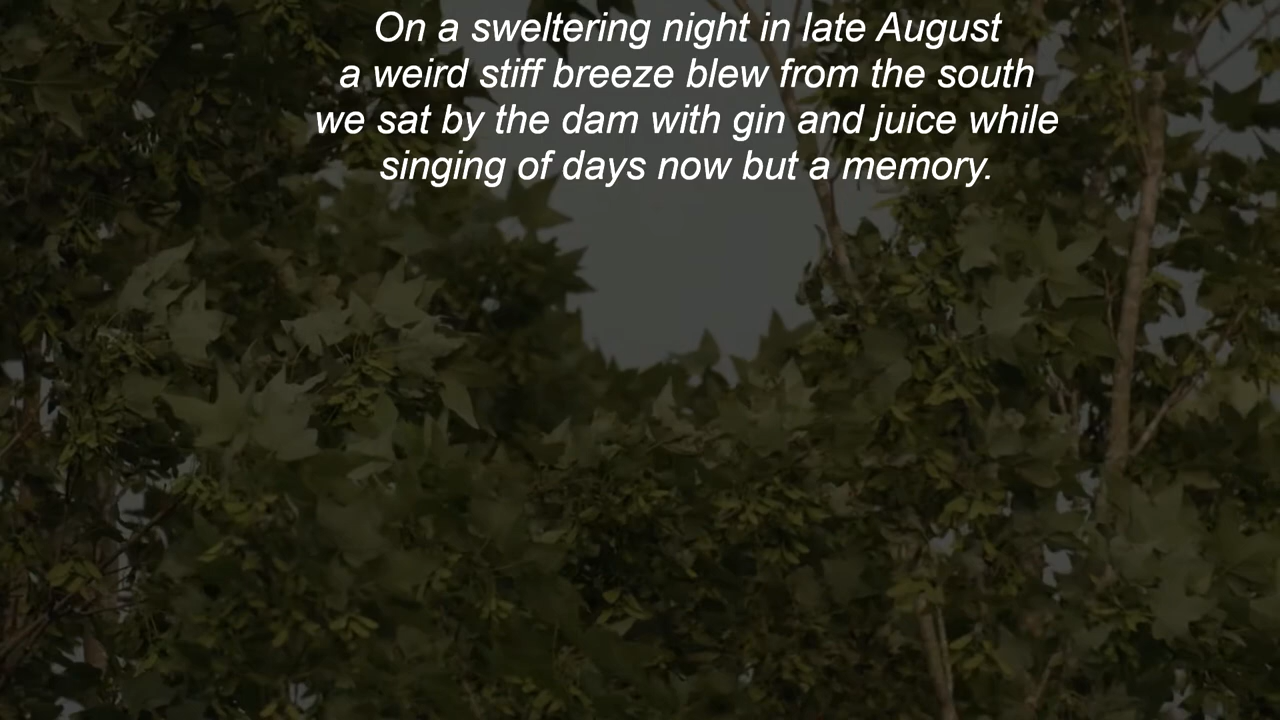 On a sweltering night in late August
a weird stiff breeze blew from the south
we sat by the dam with gin and juice while
singing of days now but a memory.